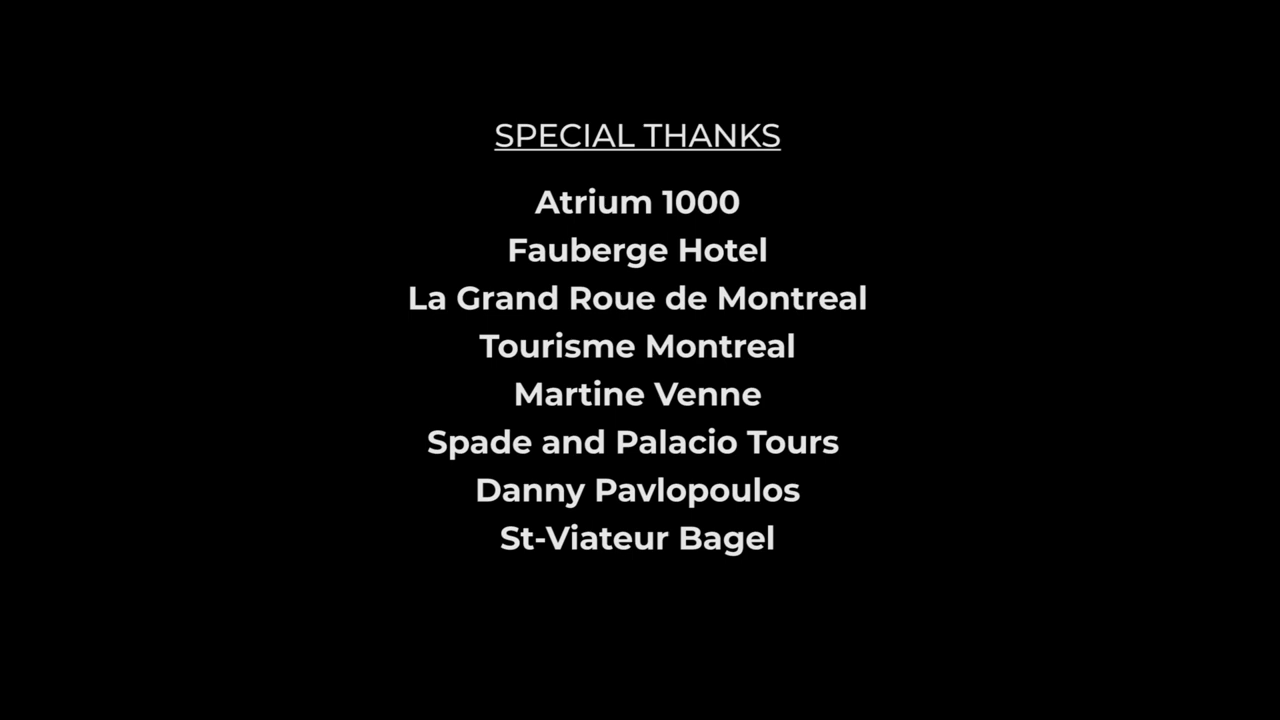 SPECIAL THANKS
Atrium 1000
Fauberge Hotel
La Grand Roue de Montreal
Tourisme Montreal
Martine Venne
Spade and Palacio Tours
Danny Pavlopoulos
St-Viateur Bagel